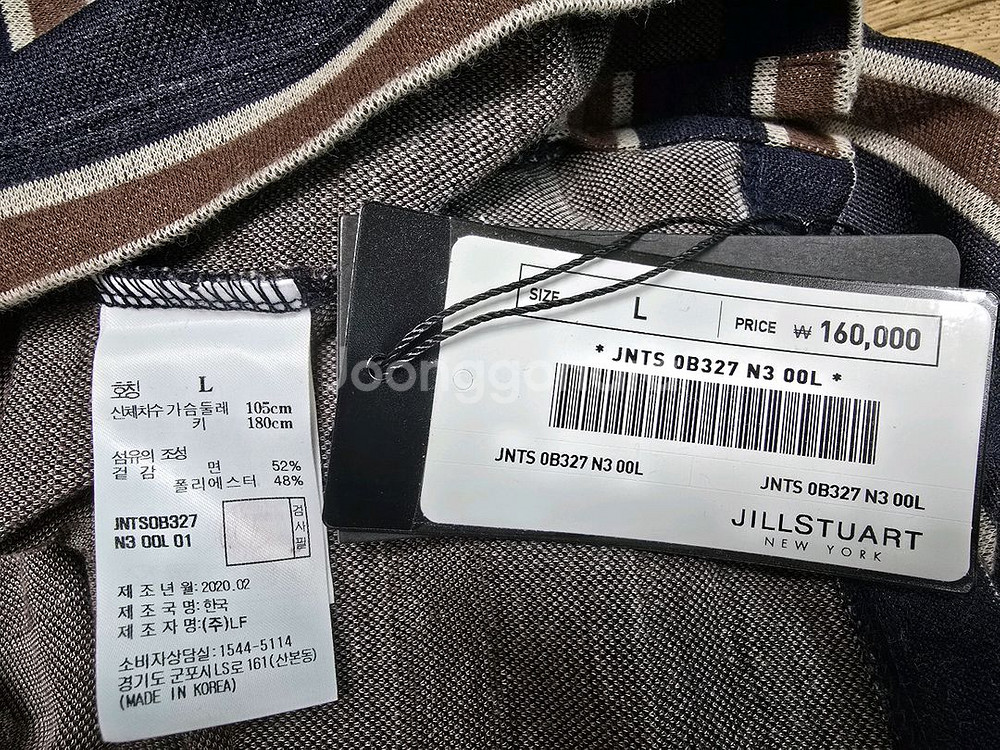 호칭 L
신체치수 가슴둘레 105cm
키 180cm
섬유의 조성
겉감 면 52%
폴리에스터 48%
JNTS0B327
N3 00L 01
검사필
제조년월: 2020.02
제조국명: 한국
제조자명: (주)LF
소비자상담실: 1544-5114
경기도 군포시 LS로 161(산본동)
(MADE IN KOREA)
SIZE L PRICE ₩ 160,000
* JNTS 0B327 N3 00L *
JNTS 0B327 N3 00L
JNTS 0B327 N3 00L
JILLSTUART
NEW YORK